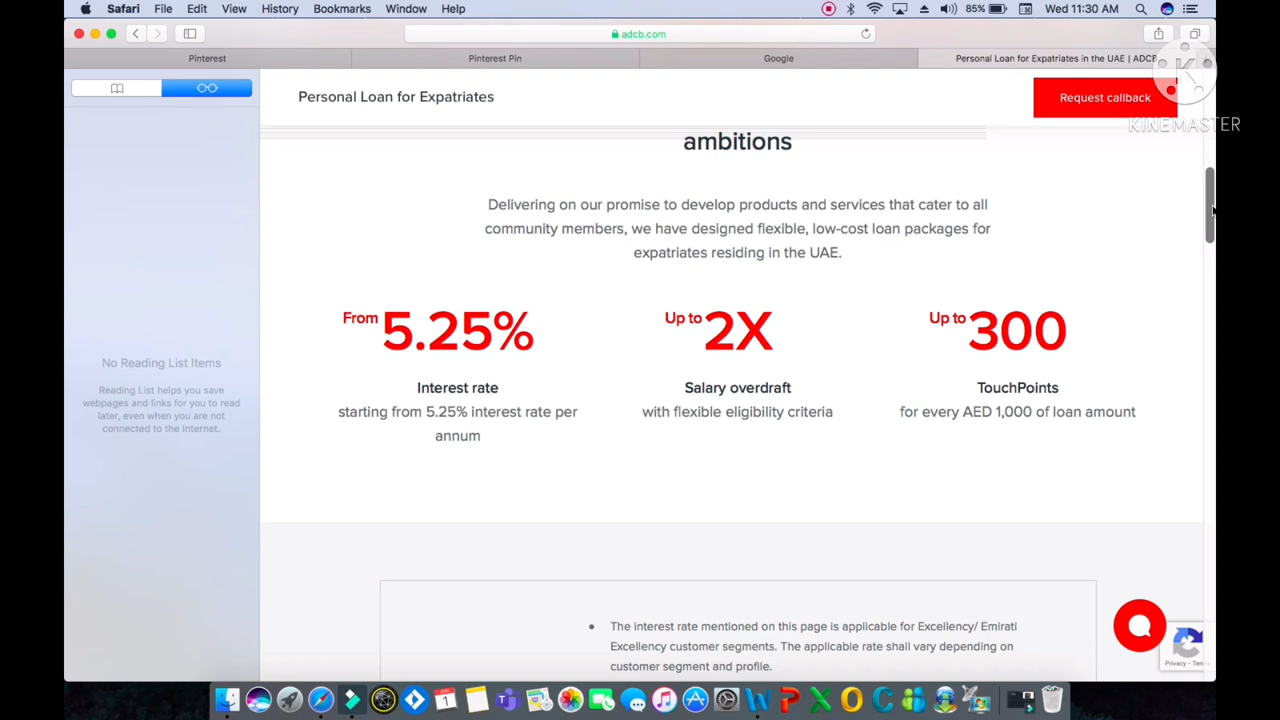 Safari File Edit View History Bookmarks Window Help 85% Wed 11:30 AM
adcb.com
Pinterest Pinterest Pin Google Personal Loan for Expatriates in the UAE | ADCB
Personal Loan for Expatriates
Request callback
KINEMASTER
ambitions
Delivering on our promise to develop products and services that cater to all
community members, we have designed flexible, low-cost loan packages for
expatriates residing in the UAE.
From 5.25%
Interest rate
starting from 5.25% interest rate per
annum
Up to 2X
Salary overdraft
with flexible eligibility criteria
Up to 300
TouchPoints
for every AED 1,000 of loan amount
No Reading List Items
Reading List helps you save
webpages and links for you to read
later, even when you are not
connected to the Internet.
• The interest rate mentioned on this page is applicable for Excellency/ Emirati
Excellency customer segments. The applicable rate shall vary depending on
customer segment and profile.
Privacy - Terms